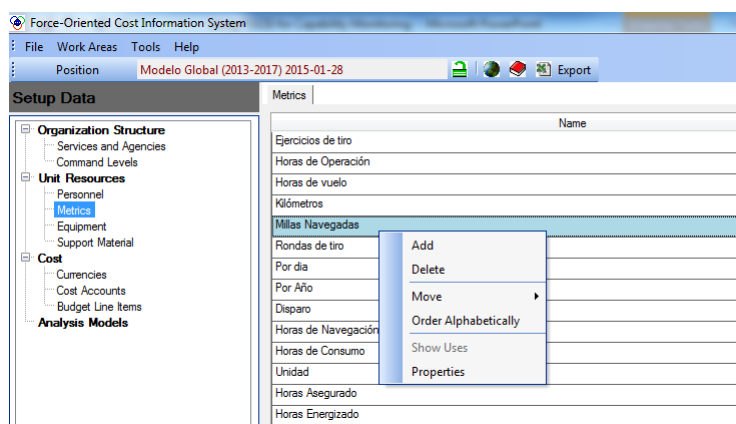 Force-Oriented Cost Information System
File Work Areas Tools Help
Position Modelo Global (2013-2017) 2015-01-28 Export
Setup Data
Organization Structure
Services and Agencies
Command Levels
Unit Resources
Personnel
Metrics
Equipment
Support Material
Cost
Currencies
Cost Accounts
Budget Line Items
Analysis Models
Metrics
Name
Ejercicios de tiro
Horas de Operación
Horas de vuelo
Kilómetros
Millas Navegadas
Rondas de tiro
Por dia
Por Año
Disparo
Horas de Navegación
Horas de Consumo
Unidad
Horas Asegurado
Horas Energizado
Add
Delete
Move
Order Alphabetically
Show Uses
Properties